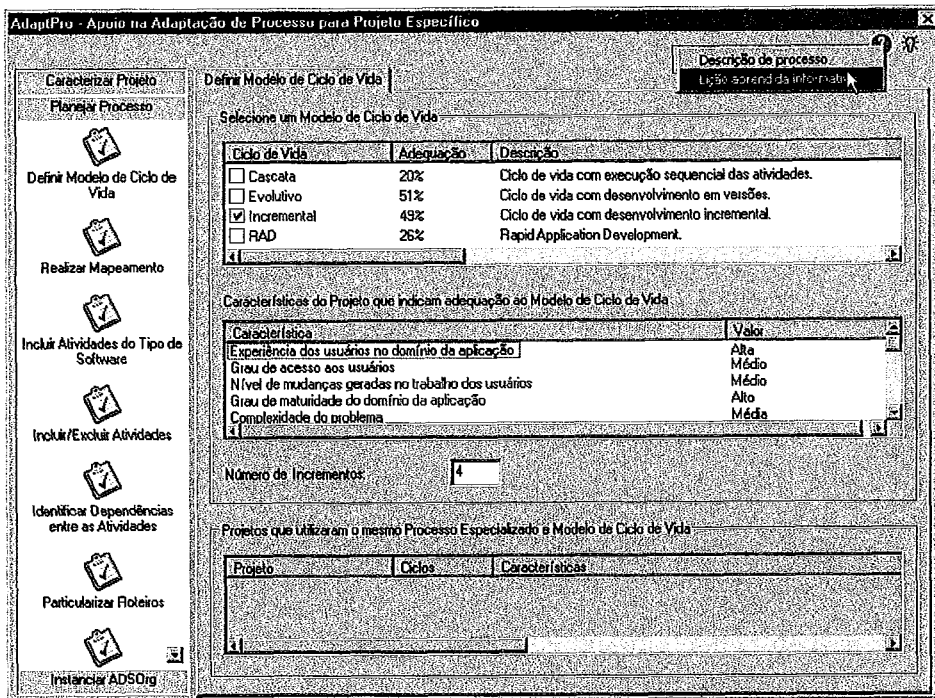 AdaptPro - Apoio na Adaptação de Processo para Projeto Específico
Descrição de processo
Lição aprendida informativa
Caracterizar Projeto
Planejar Processo
Definir Modelo de Ciclo de Vida
Realizar Mapeamento
Incluir Atividades do Tipo de Software
Incluir/Excluir Atividades
Identificar Dependências entre as Atividades
Particularizar Roteiros
Instanciar ADSOrg
Definir Modelo de Ciclo de Vida
Selecione um Modelo de Ciclo de Vida
Ciclo de Vida Adequação Descrição
Cascata 20% Ciclo de vida com execução sequencial das atividades.
Evolutivo 51% Ciclo de vida com desenvolvimento em versões.
Incremental 49% Ciclo de vida com desenvolvimento incremental.
RAD 26% Rapid Application Development.
Características do Projeto que indicam adequação ao Modelo de Ciclo de Vida
Característica Valor
Experiência dos usuários no domínio da aplicação Alta
Grau de acesso aos usuários Médio
Nível de mudanças geradas no trabalho dos usuários Médio
Grau de maturidade do domínio da aplicação Alto
Complexidade do problema Média
Número de Incrementos: 4
Projetos que utilizaram o mesmo Processo Especializado e Modelo de Ciclo de Vida
Projeto Ciclos Características